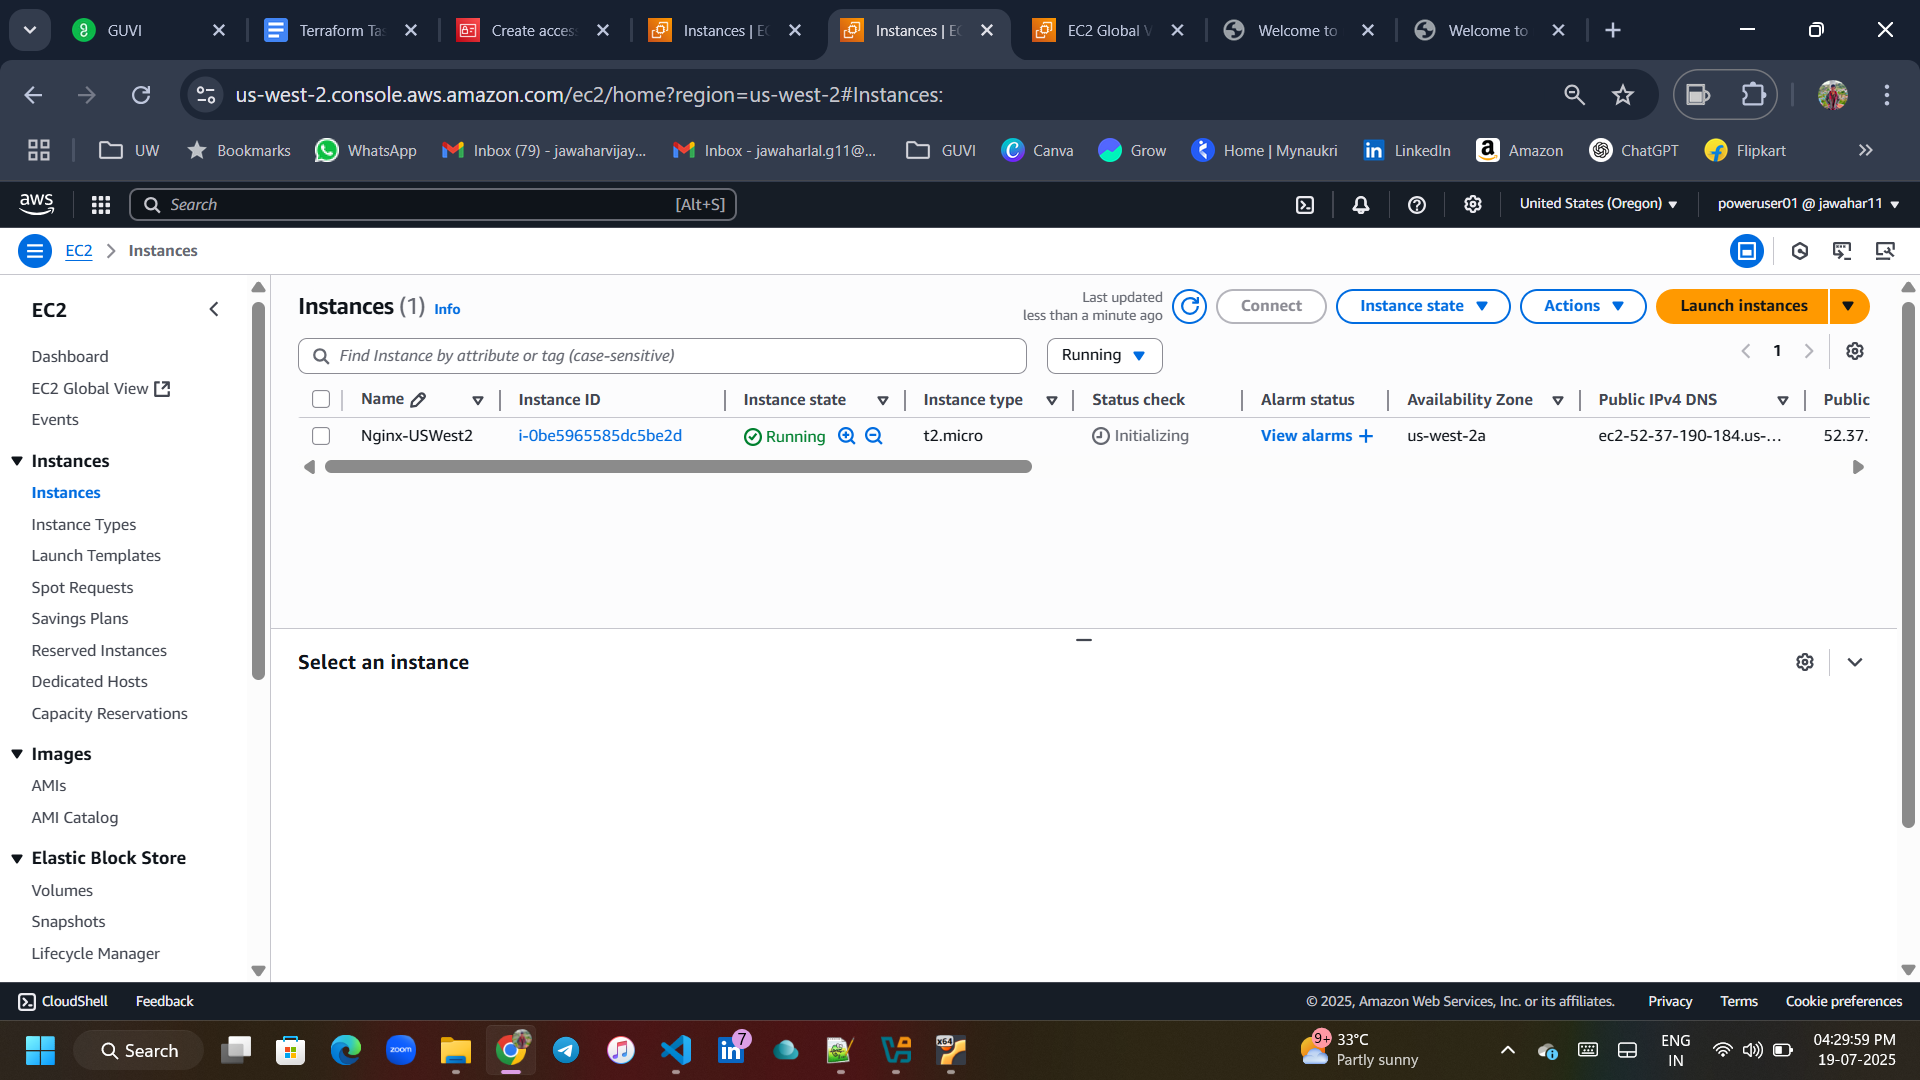 GUVI
Terraform Tas
Create acces
Instances | EC
Instances | EC
EC2 Global V
Welcome to
Welcome to
us-west-2.console.aws.amazon.com/ec2/home?region=us-west-2#Instances:
UW
Bookmarks
WhatsApp
Inbox (79) - jawaharvijay...
Inbox - jawaharlal.g11@...
GUVI
Canva
Grow
Home | Mynaukri
LinkedIn
Amazon
ChatGPT
Flipkart
aws
Search
[Alt+S]
United States (Oregon)
poweruser01 @ jawahar11
EC2
Instances
EC2
Dashboard
EC2 Global View
Events
Instances
Instances
Instance Types
Launch Templates
Spot Requests
Savings Plans
Reserved Instances
Dedicated Hosts
Capacity Reservations
Images
AMIs
AMI Catalog
Elastic Block Store
Volumes
Snapshots
Lifecycle Manager
Instances (1) Info
Last updated
less than a minute ago
Connect
Instance state
Actions
Launch instances
Find Instance by attribute or tag (case-sensitive)
Running
1
Name
Instance ID
Instance state
Instance type
Status check
Alarm status
Availability Zone
Public IPv4 DNS
Public
Nginx-USWest2
i-0be5965585dc5be2d
Running
t2.micro
Initializing
View alarms +
us-west-2a
ec2-52-37-190-184.us-...
52.37.
Select an instance
CloudShell
Feedback
© 2025, Amazon Web Services, Inc. or its affiliates.
Privacy
Terms
Cookie preferences
Search
zoom
7
X64
9+
33°C
Partly sunny
ENG
IN
04:29:59 PM
19-07-2025